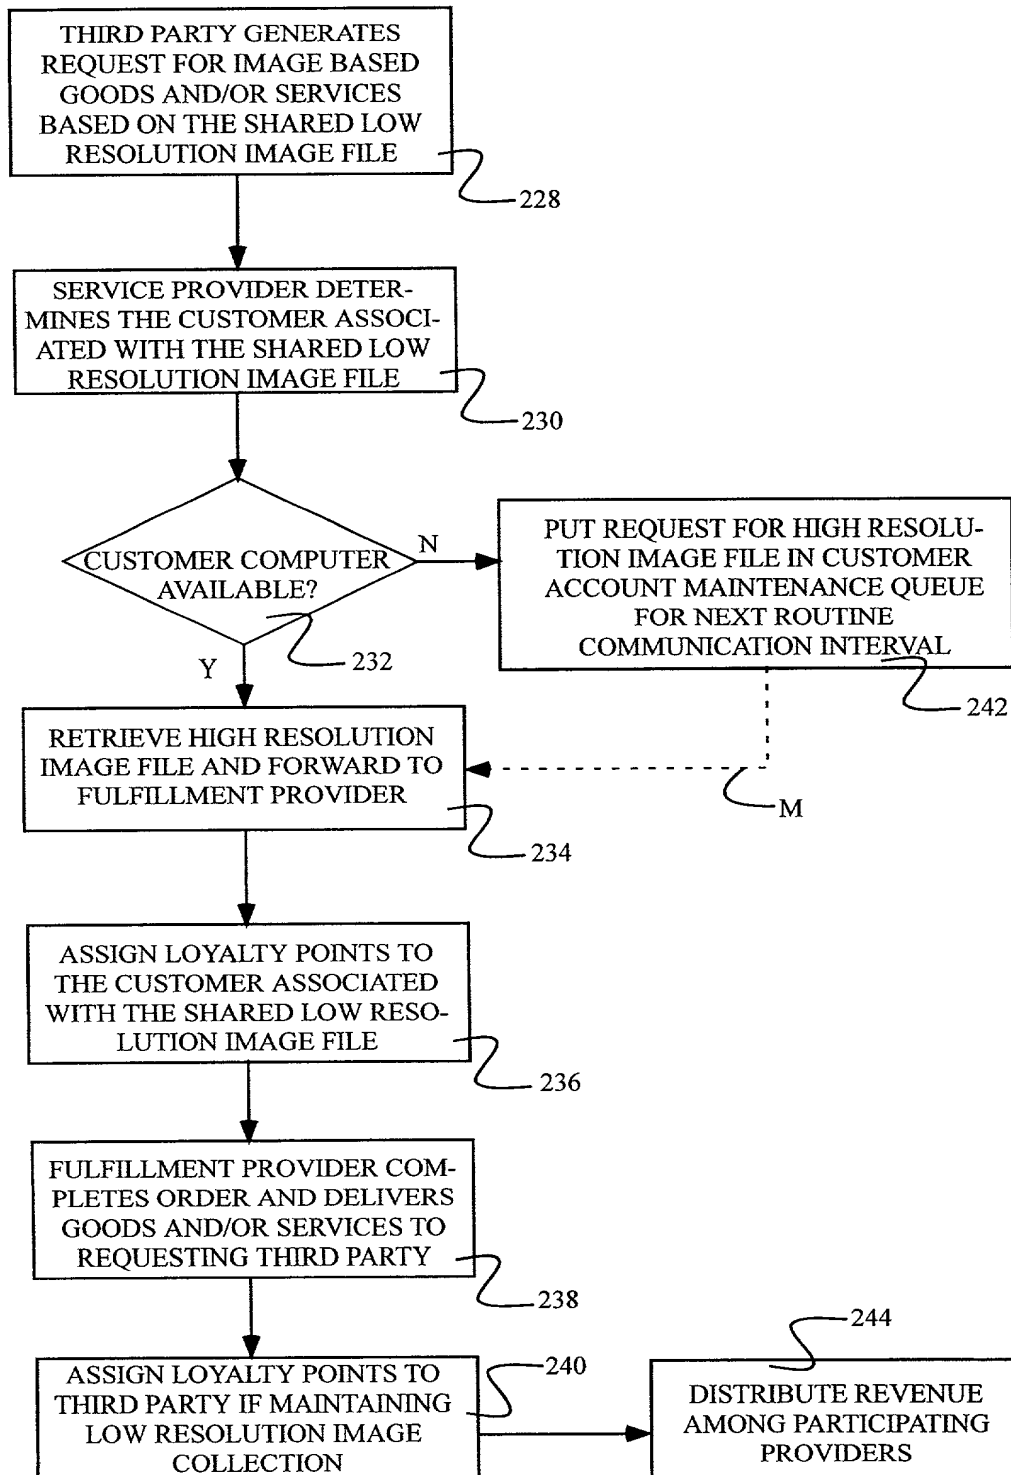 THIRD PARTY GENERATES
REQUEST FOR IMAGE BASED
GOODS AND/OR SERVICES
BASED ON THE SHARED LOW
RESOLUTION IMAGE FILE
228
SERVICE PROVIDER DETER-
MINES THE CUSTOMER ASSOCI-
ATED WITH THE SHARED LOW
RESOLUTION IMAGE FILE
230
CUSTOMER COMPUTER
AVAILABLE?
N
Y
232
PUT REQUEST FOR HIGH RESOLU-
TION IMAGE FILE IN CUSTOMER
ACCOUNT MAINTENANCE QUEUE
FOR NEXT ROUTINE
COMMUNICATION INTERVAL
242
RETRIEVE HIGH RESOLUTION
IMAGE FILE AND FORWARD TO
FULFILLMENT PROVIDER
M
234
ASSIGN LOYALTY POINTS TO
THE CUSTOMER ASSOCIATED
WITH THE SHARED LOW RESO-
LUTION IMAGE FILE
236
FULFILLMENT PROVIDER COM-
PLETES ORDER AND DELIVERS
GOODS AND/OR SERVICES TO
REQUESTING THIRD PARTY
238
ASSIGN LOYALTY POINTS TO
THIRD PARTY IF MAINTAINING
LOW RESOLUTION IMAGE
COLLECTION
240
244
DISTRIBUTE REVENUE
AMONG PARTICIPATING
PROVIDERS